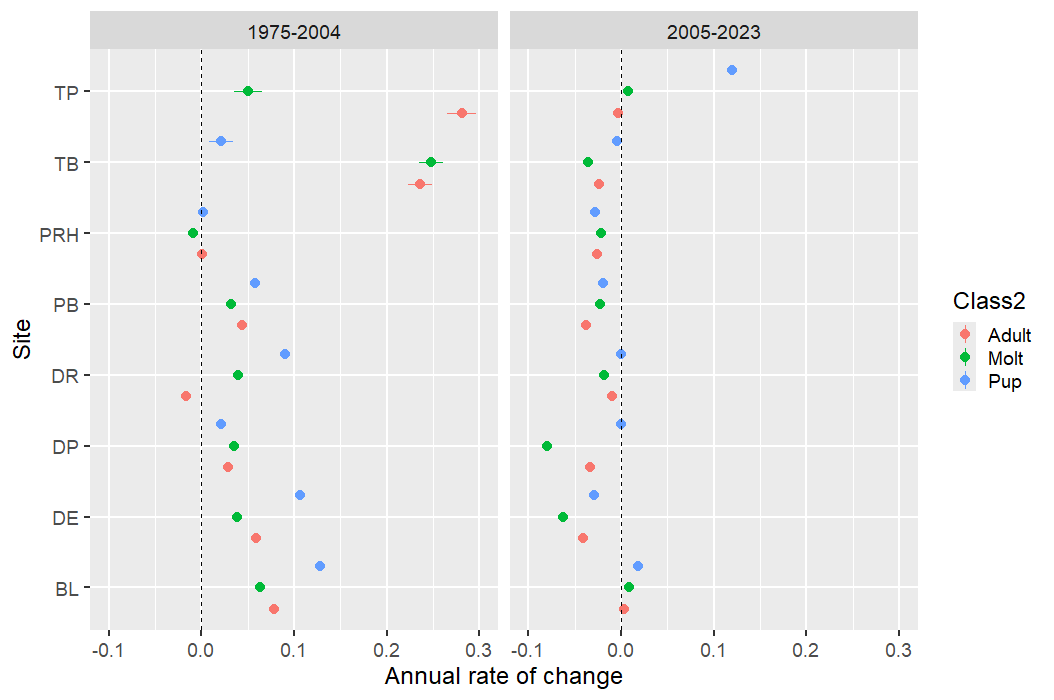 1975-2004 2005-2023
Site
TP
TB
PRH
PB
DR
DP
DE
BL
-0.1 0.0 0.1 0.2 0.3 -0.1 0.0 0.1 0.2 0.3
Annual rate of change
Class2
Adult
Molt
Pup